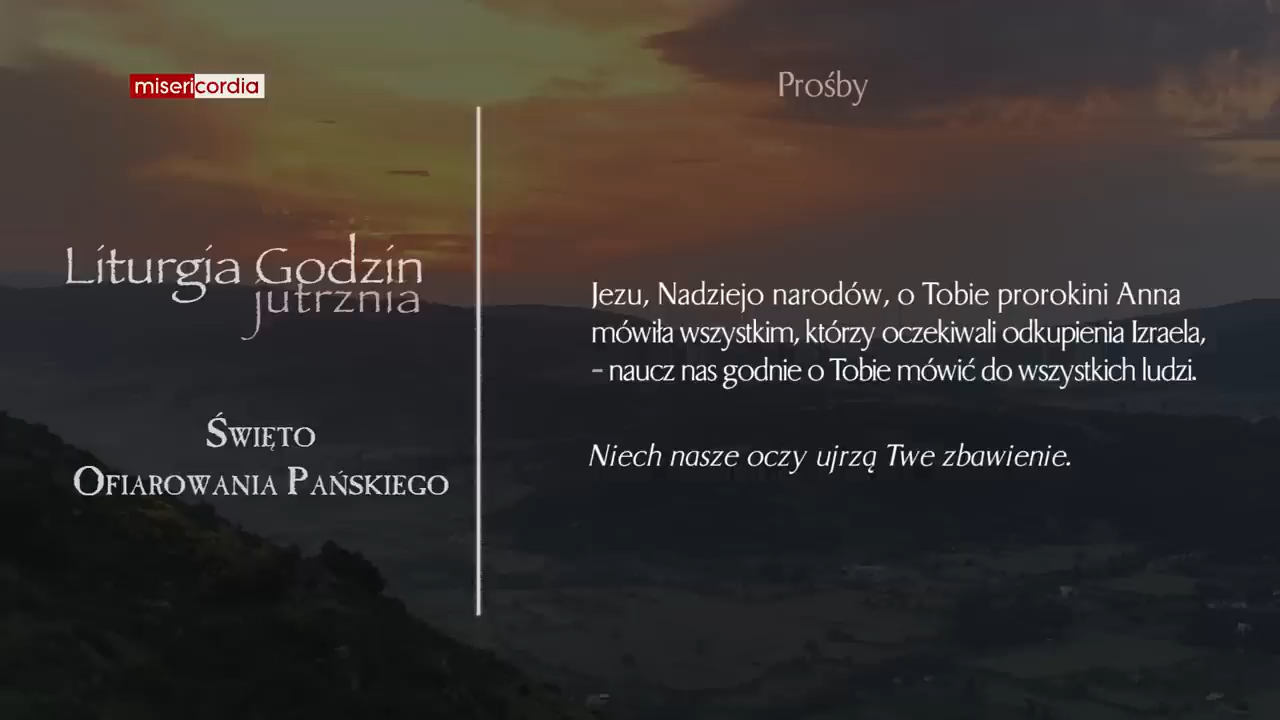 misericordia
Prośby
Liturgia Godzin
jutrznia
Święto
Ofiarowania Pańskiego
Jezu, Nadziejo narodów, o Tobie prorokini Anna
mówiła wszystkim, którzy oczekiwali odkupienia Izraela,
- naucz nas godnie o Tobie mówić do wszystkich ludzi.
Niech nasze oczy ujrzą Twe zbawienie.